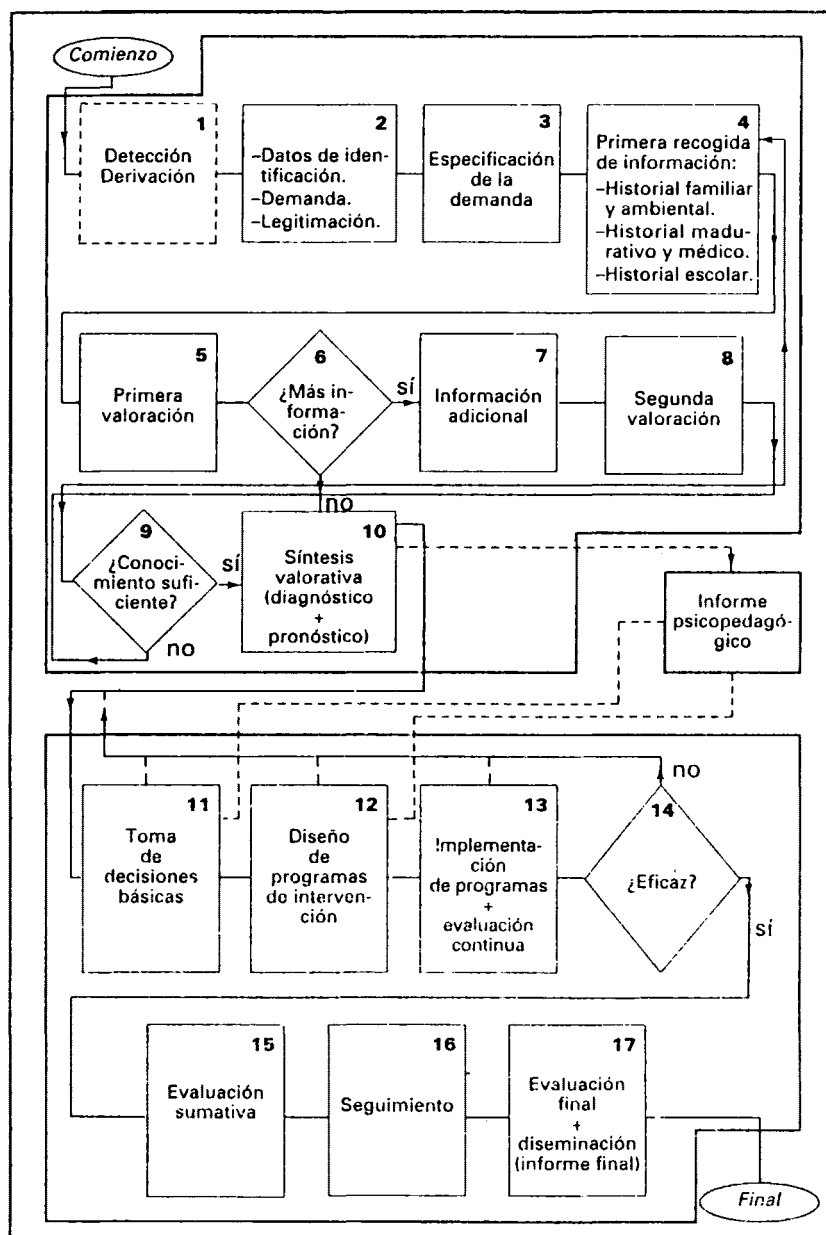 Comienzo
1
Detección
Derivación
2
–Datos de iden-
tificación.
–Demanda.
–Legitimación.
3
Especificación
de la
demanda
4
Primera recogida
de información:
–Historial familiar
y ambiental.
–Historial madu-
rativo y médico.
–Historial escolar.
5
Primera
valoración
6
¿Más in-
forma-
ción?
sí
no
7
Información
adicional
8
Segunda
valoración
9
¿Conoci-
miento sufi-
ciente?
sí
no
10
Síntesis
valorativa
(diagnóstico
+
pronóstico)
Informe
psicopedagó-
gico
11
Toma
de
decisiones
básicas
12
Diseño
de
programas
de interven-
ción
13
Implementa-
ción
de programas
+
evaluación
continua
14
¿Eficaz?
no
sí
15
Evaluación
sumativa
16
Seguimiento
17
Evaluación
final
+
diseminación
(informe final)
Final